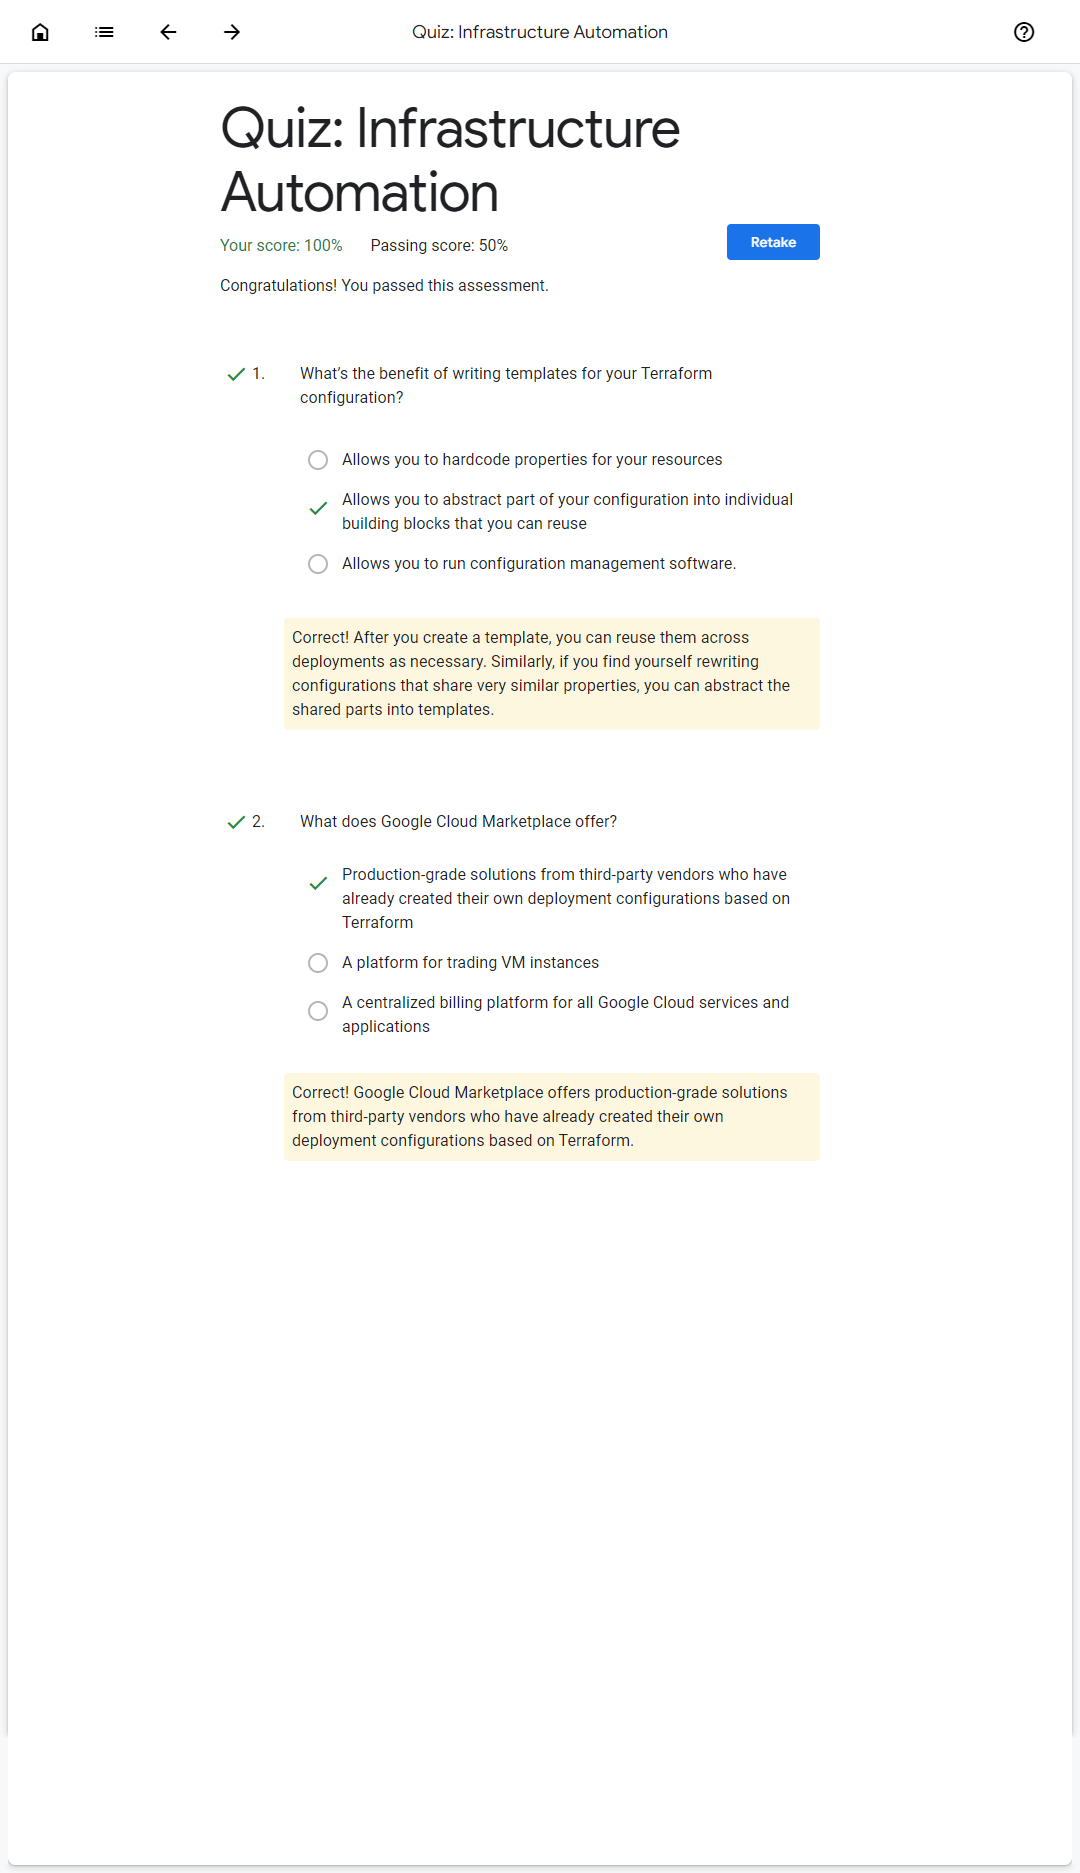 Quiz: Infrastructure Automation
Quiz: Infrastructure
Automation
Your score: 100% Passing score: 50%
Retake
Congratulations! You passed this assessment.
1. What's the benefit of writing templates for your Terraform
configuration?
Allows you to hardcode properties for your resources
Allows you to abstract part of your configuration into individual
building blocks that you can reuse
Allows you to run configuration management software.
Correct! After you create a template, you can reuse them across
deployments as necessary. Similarly, if you find yourself rewriting
configurations that share very similar properties, you can abstract the
shared parts into templates.
2. What does Google Cloud Marketplace offer?
Production-grade solutions from third-party vendors who have
already created their own deployment configurations based on
Terraform
A platform for trading VM instances
A centralized billing platform for all Google Cloud services and
applications
Correct! Google Cloud Marketplace offers production-grade solutions
from third-party vendors who have already created their own
deployment configurations based on Terraform.